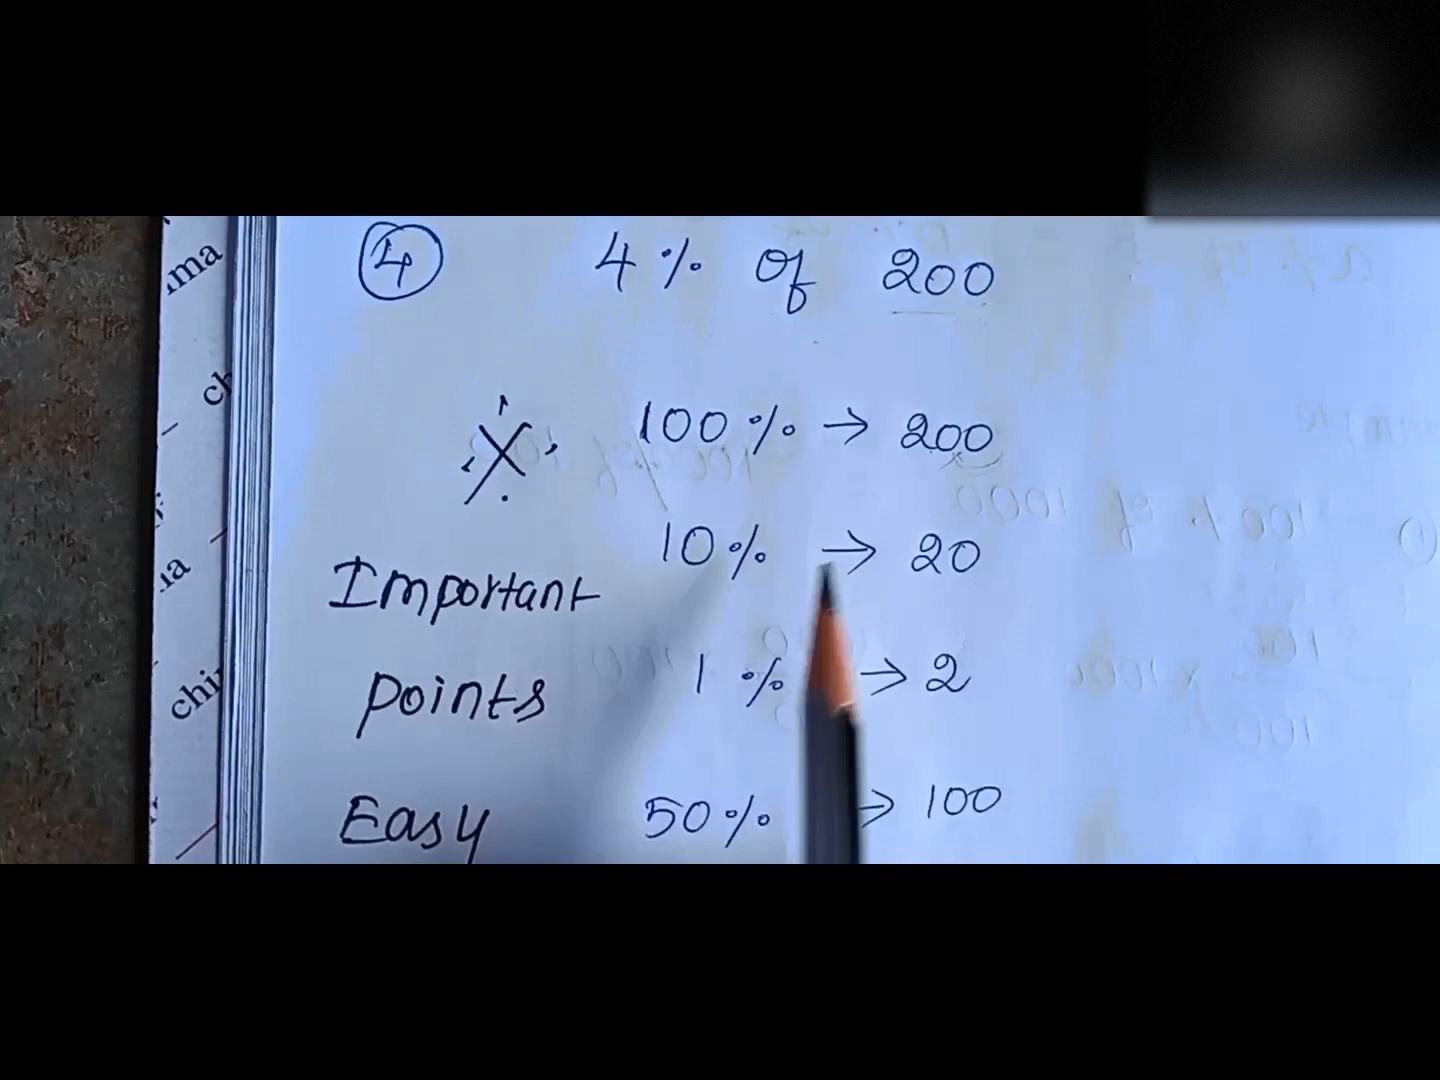 4 4% of 200
100% → 200
10% → 20
Important
1% → 2
points
50% → 100
Easy